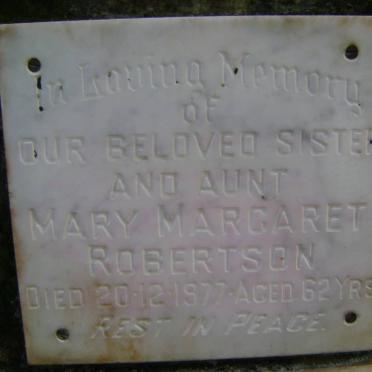 In Loving Memory
OF
OUR BELOVED SISTER
AND AUNT
MARY MARGARET
ROBERTSON
DIED 20·12·1977·AGED 62 YRS
REST IN PEACE.